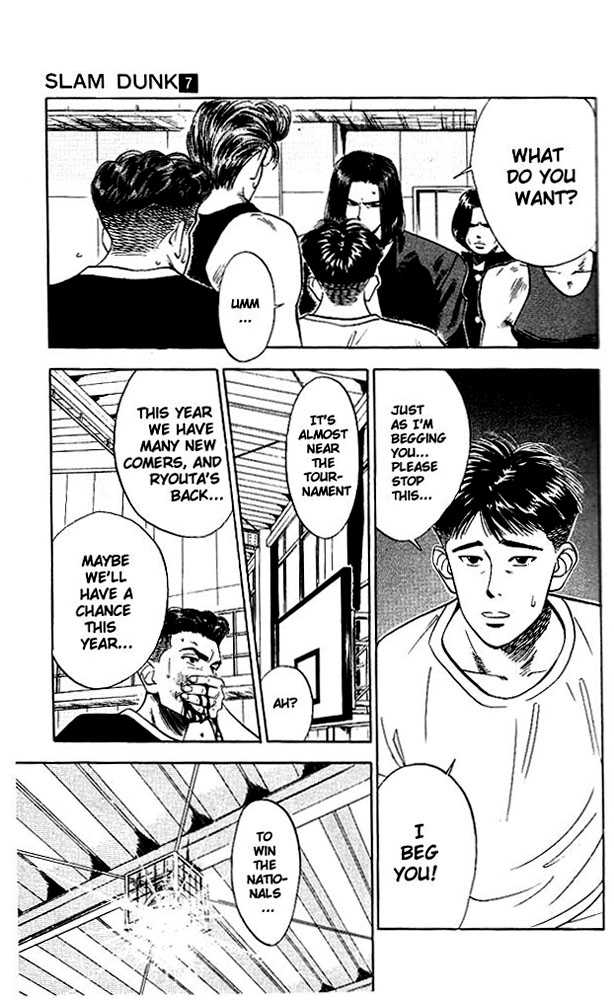 SLAM DUNK 7
WHAT
DO YOU
WANT?
UMM
...
JUST
AS I'M
BEGGING
YOU... PLEASE
STOP
THIS...
I
BEG
YOU!
IT'S
ALMOST
NEAR
THE
TOUR-
NAMENT
AH?
THIS YEAR
WE HAVE
MANY NEW
COMERS, AND
RYOUTA'S
BACK...
MAYBE
WE'LL
HAVE A
CHANCE
THIS
YEAR...
TO
WIN
THE
NATIO-
NALS
...